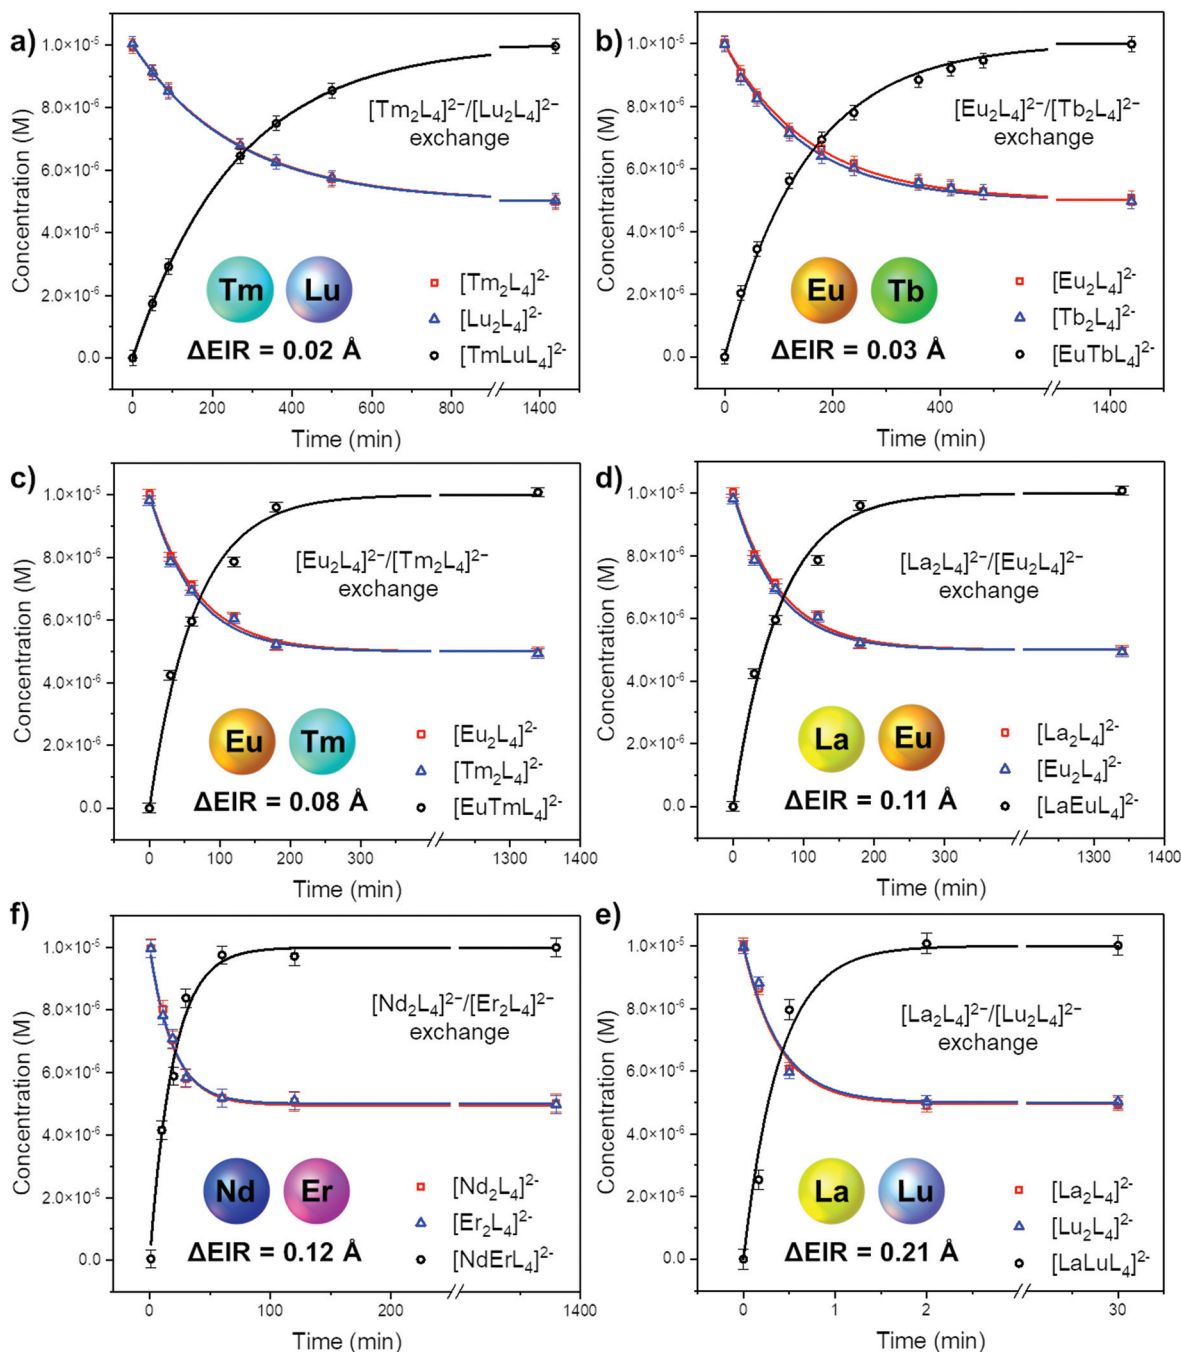 a)
Concentration (M)
1.0×10⁻⁵
8.0×10⁻⁶
6.0×10⁻⁶
4.0×10⁻⁶
2.0×10⁻⁶
0.0
[Tm₂L₄]²⁻/[Lu₂L₄]²⁻
exchange
Tm Lu
ΔEIR = 0.02 Å
[Tm₂L₄]²⁻
[Lu₂L₄]²⁻
[TmLuL₄]²⁻
0 200 400 600 800 1400
Time (min)
b)
Concentration (M)
1.0×10⁻⁵
8.0×10⁻⁶
6.0×10⁻⁶
4.0×10⁻⁶
2.0×10⁻⁶
0.0
[Eu₂L₄]²⁻/[Tb₂L₄]²⁻
exchange
Eu Tb
ΔEIR = 0.03 Å
[Eu₂L₄]²⁻
[Tb₂L₄]²⁻
[EuTbL₄]²⁻
0 200 400 1400
Time (min)
c)
Concentration (M)
1.0×10⁻⁵
8.0×10⁻⁶
6.0×10⁻⁶
4.0×10⁻⁶
2.0×10⁻⁶
0.0
[Eu₂L₄]²⁻/[Tm₂L₄]²⁻
exchange
Eu Tm
ΔEIR = 0.08 Å
[Eu₂L₄]²⁻
[Tm₂L₄]²⁻
[EuTmL₄]²⁻
0 100 200 300 1300 1400
Time (min)
d)
Concentration (M)
1.0×10⁻⁵
8.0×10⁻⁶
6.0×10⁻⁶
4.0×10⁻⁶
2.0×10⁻⁶
0.0
[La₂L₄]²⁻/[Eu₂L₄]²⁻
exchange
La Eu
ΔEIR = 0.11 Å
[La₂L₄]²⁻
[Eu₂L₄]²⁻
[LaEuL₄]²⁻
0 100 200 300 1300 1400
Time (min)
f)
Concentration (M)
1.0×10⁻⁵
8.0×10⁻⁶
6.0×10⁻⁶
4.0×10⁻⁶
2.0×10⁻⁶
0.0
[Nd₂L₄]²⁻/[Er₂L₄]²⁻
exchange
Nd Er
ΔEIR = 0.12 Å
[Nd₂L₄]²⁻
[Er₂L₄]²⁻
[NdErL₄]²⁻
0 100 200 1400
Time (min)
e)
Concentration (M)
1.0×10⁻⁵
8.0×10⁻⁶
6.0×10⁻⁶
4.0×10⁻⁶
2.0×10⁻⁶
0.0
[La₂L₄]²⁻/[Lu₂L₄]²⁻
exchange
La Lu
ΔEIR = 0.21 Å
[La₂L₄]²⁻
[Lu₂L₄]²⁻
[LaLuL₄]²⁻
0 1 2 30
Time (min)